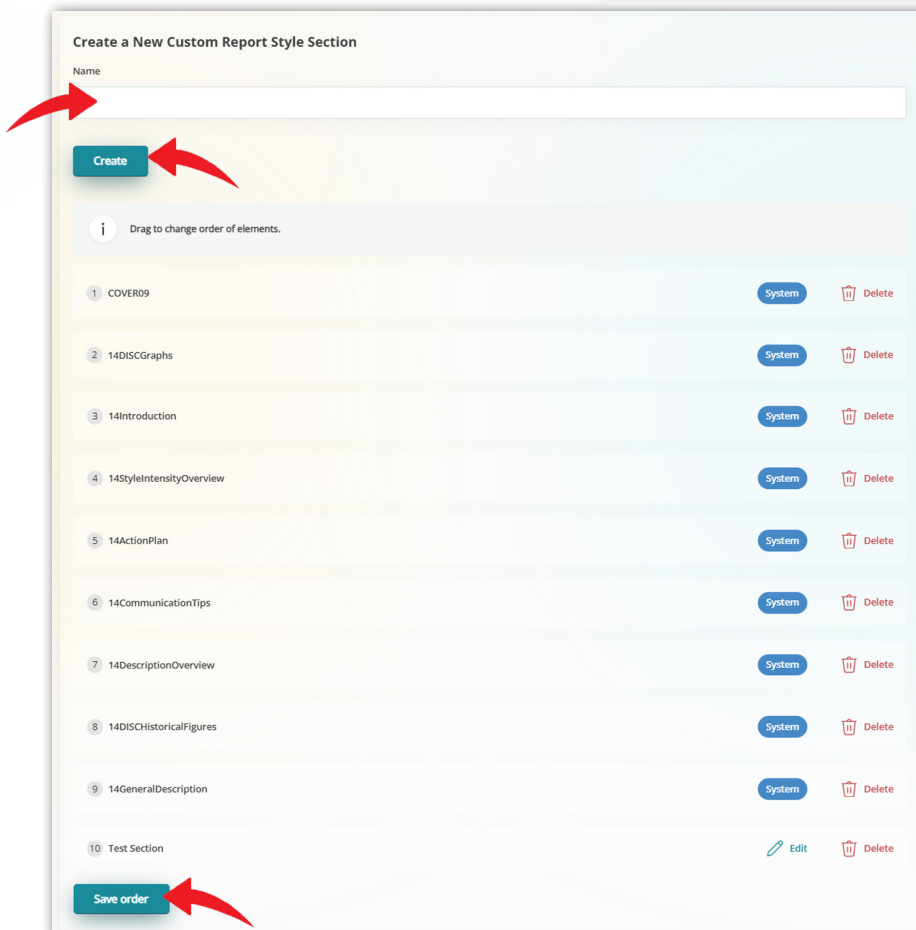 Create a New Custom Report Style Section
Name
Create
i Drag to change order of elements.
1 COVER09 System Delete
2 14DISCGraphs System Delete
3 14Introduction System Delete
4 14StyleIntensityOverview System Delete
5 14ActionPlan System Delete
6 14CommunicationTips System Delete
7 14DescriptionOverview System Delete
8 14DISCHistoricalFigures System Delete
9 14GeneralDescription System Delete
10 Test Section Edit Delete
Save order